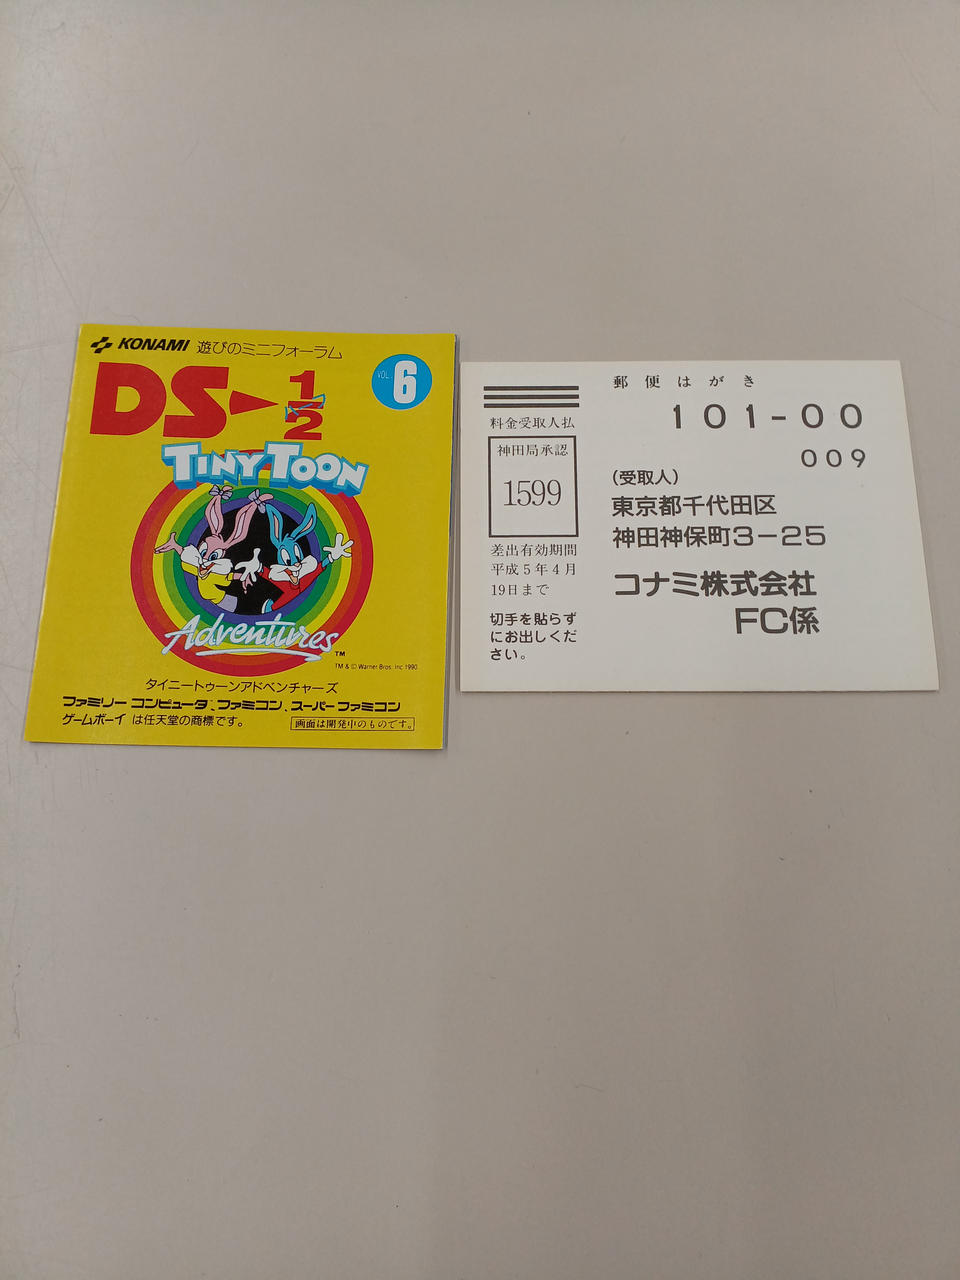 KONAMI 遊びのミニフォーラム
DS 1/2
VOL. 6
TINY TOON
Adventures™
TM & © Warner Bros. Inc 1990
タイニートゥーンアドベンチャーズ
ファミリーコンピュータ、ファミコン、スーパーファミコン
ゲームボーイ は任天堂の商標です。
画面は開発中のものです。
郵便はがき
101-00
009
料金受取人払
神田局承認
1599
差出有効期間
平成5年4月
19日まで
切手を貼らず
にお出しくだ
さい。
(受取人)
東京都千代田区
神田神保町3-25
コナミ株式会社
FC係